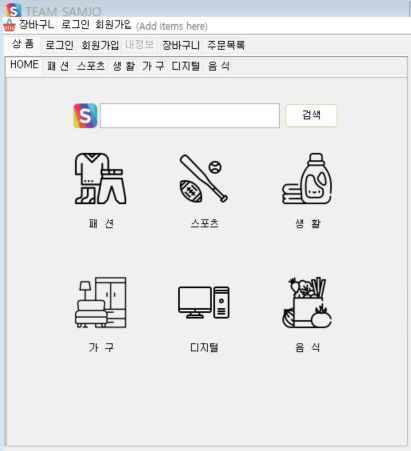 S TEAM SAMJO
장바구니 로그인 회원가입 (Add items here)
상 품 로그인 회원가입 내정보 장바구니 주문목록
HOME 패 션 스포츠 생 활 가 구 디지털 음 식
S 검색
패 션 스포츠 생 활
가 구 디지털 음 식